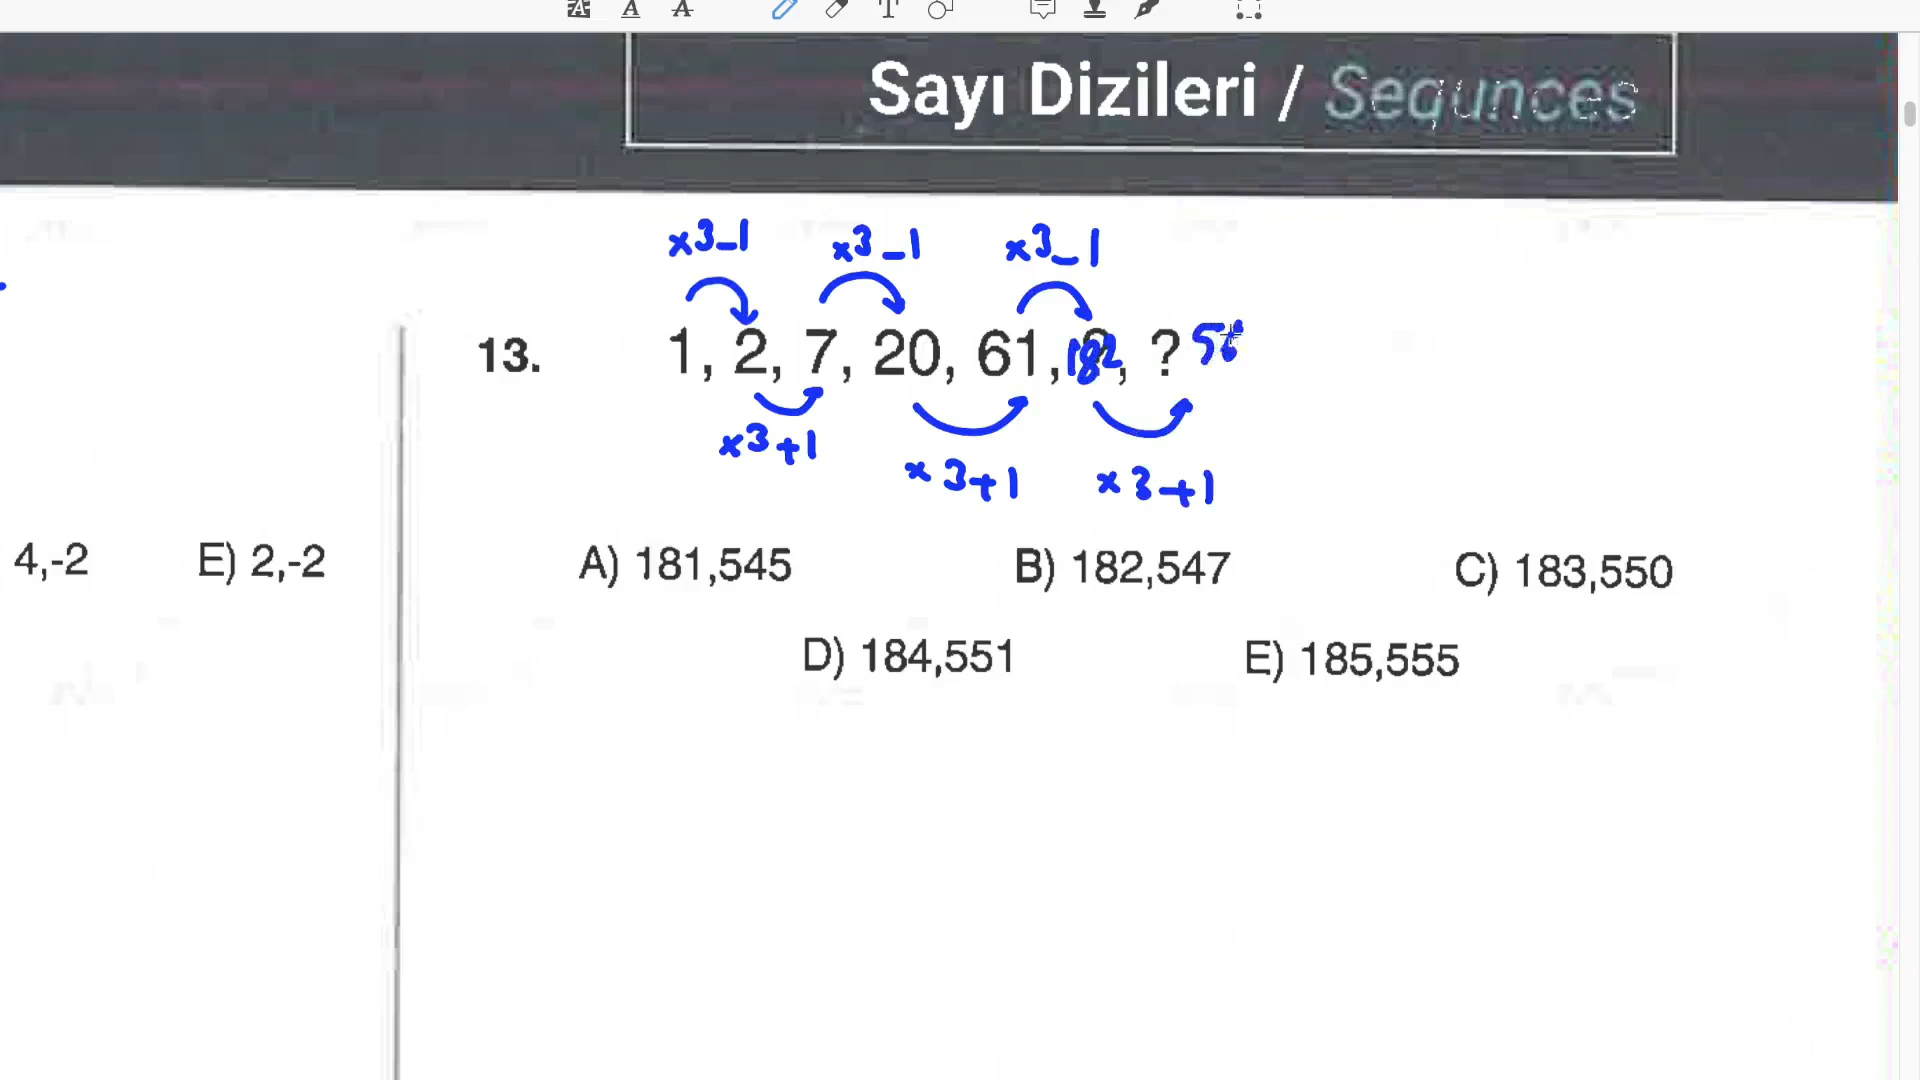 Sayı Dizileri / Sequnces
x3-1 x3-1 x3-1
13. 1, 2, 7, 20, 61, 182, ?
x3+1 x3+1 x3+1
4,-2 E) 2,-2
A) 181,545 B) 182,547 C) 183,550
D) 184,551 E) 185,555